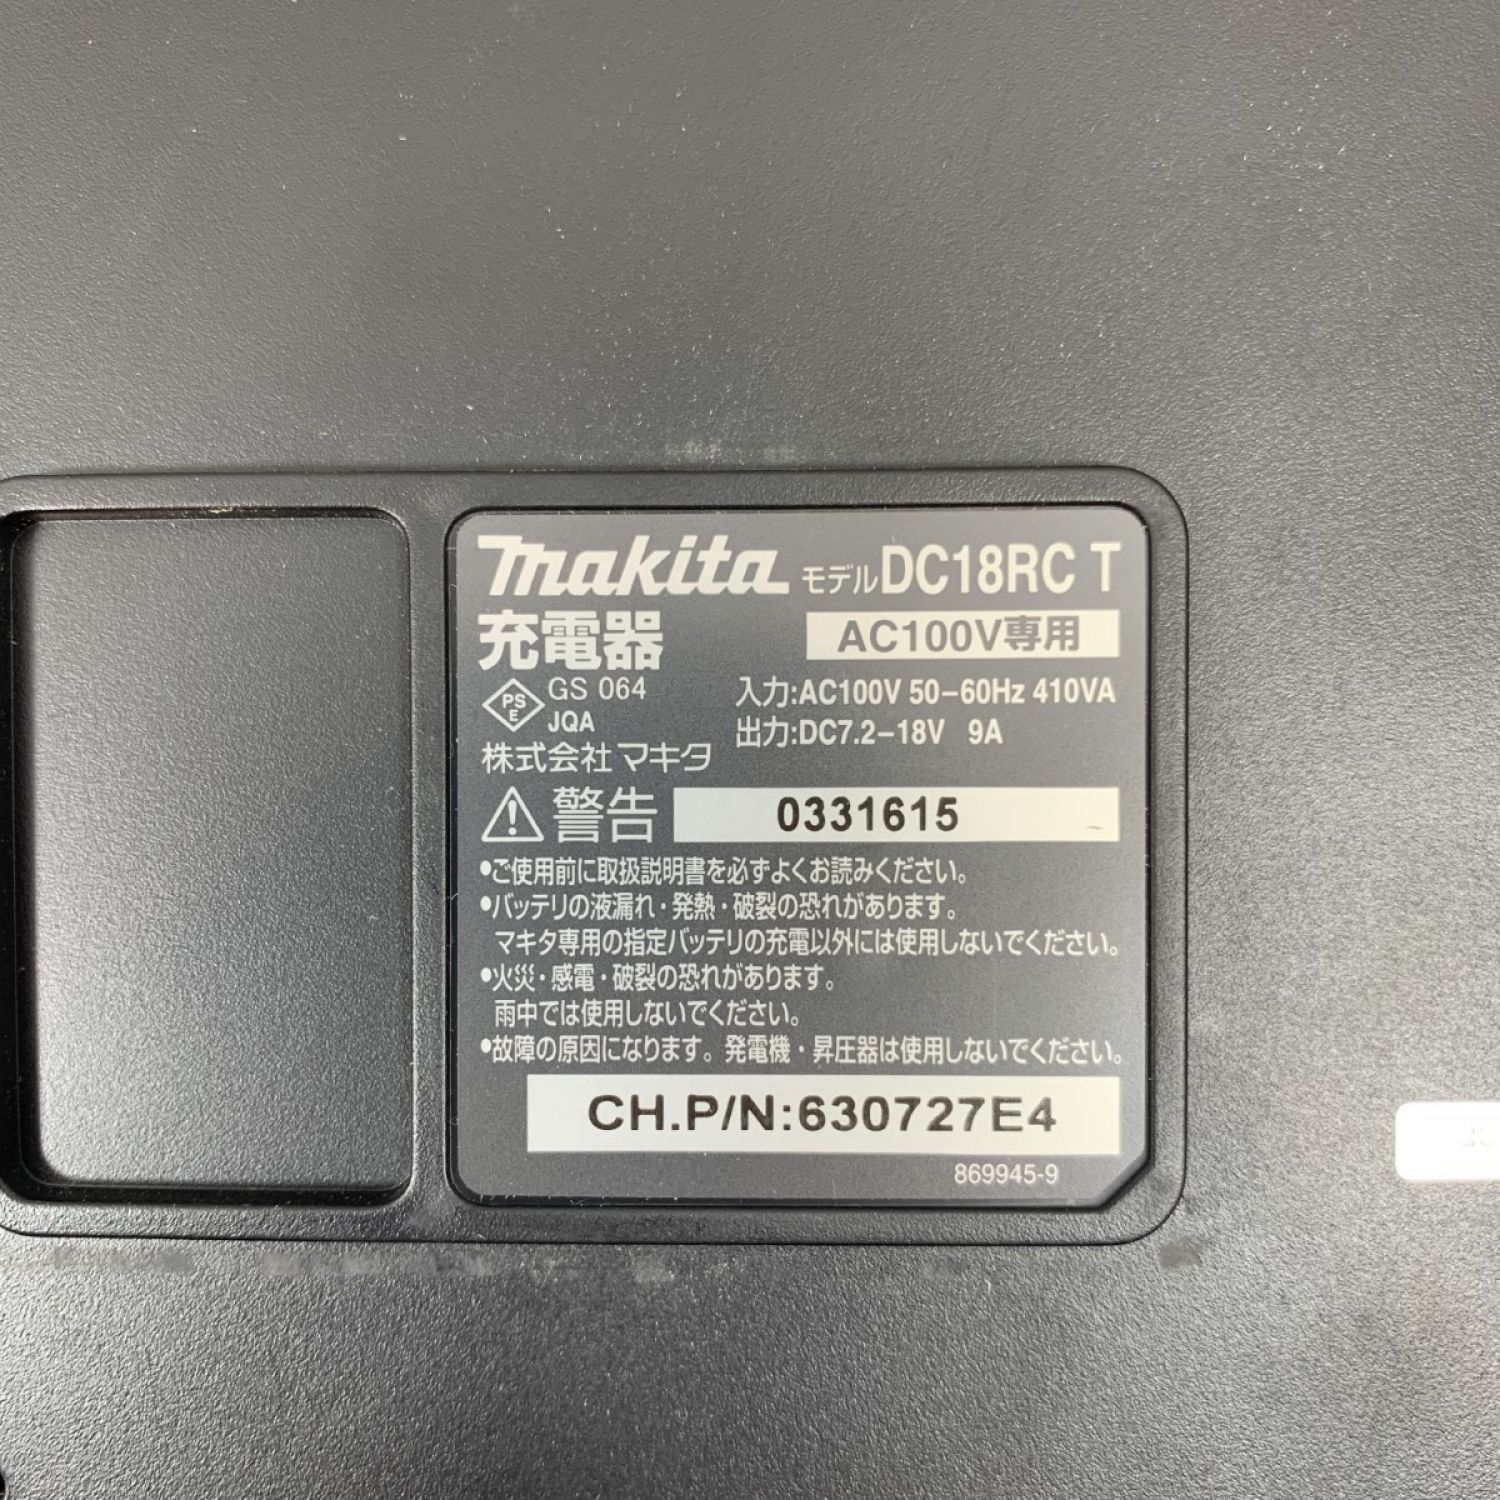 makita モデルDC18RC T
充電器 AC100V専用
PSE GS 064
JQA
入力:AC100V 50-60Hz 410VA
出力:DC7.2-18V 9A
株式会社マキタ
警告 0331615
•ご使用前に取扱説明書を必ずよくお読みください。
•バッテリの液漏れ・発熱・破裂の恐れがあります。
マキタ専用の指定バッテリの充電以外には使用しないでください。
•火災・感電・破裂の恐れがあります。
雨中では使用しないでください。
•故障の原因になります。発電機・昇圧器は使用しないでください。
CH.P/N:630727E4
869945-9